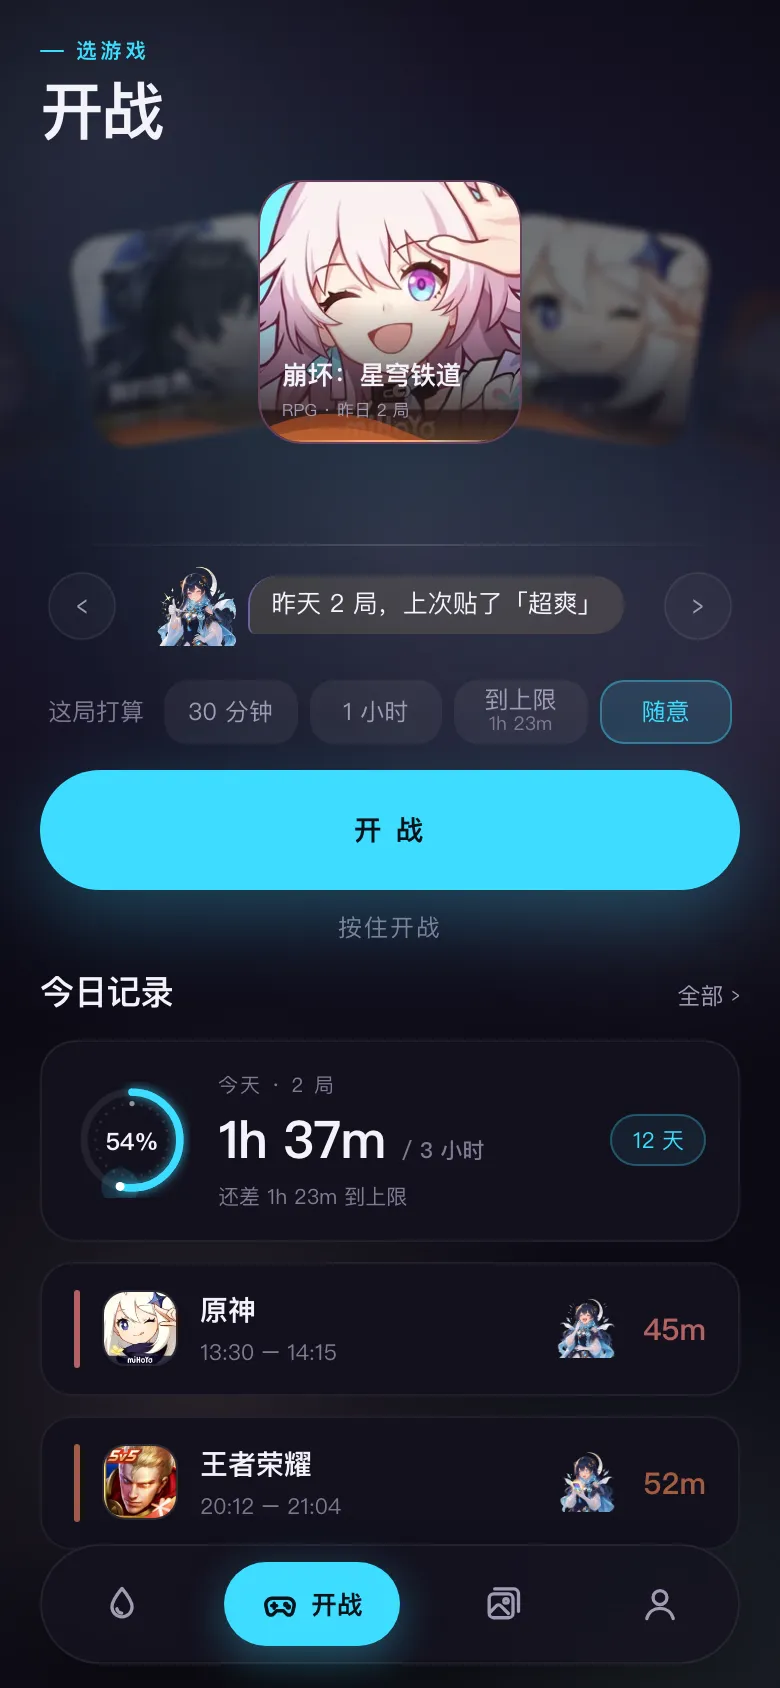 选游戏
开战
崩坏：星穹铁道
RPG · 昨日 2 局
miHoYo
昨天 2 局，上次贴了「超爽」
这局打算
30 分钟
1 小时
到上限
1h 23m
随意
开 战
按住开战
今日记录
全部
54%
今天 · 2 局
1h 37m / 3 小时
12 天
还差 1h 23m 到上限
原神
13:30 — 14:15
45m
miHoYo
5V5
王者荣耀
20:12 — 21:04
52m
开战